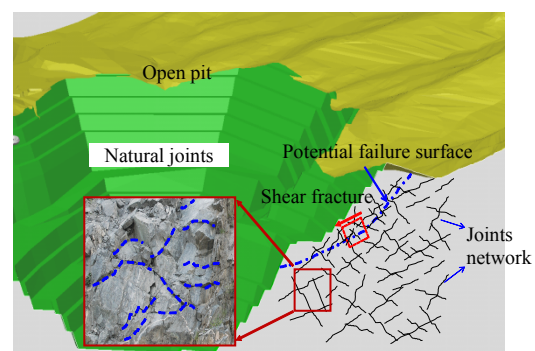 Open pit
Natural joints
Potential failure surface
Shear fracture
Joints
network